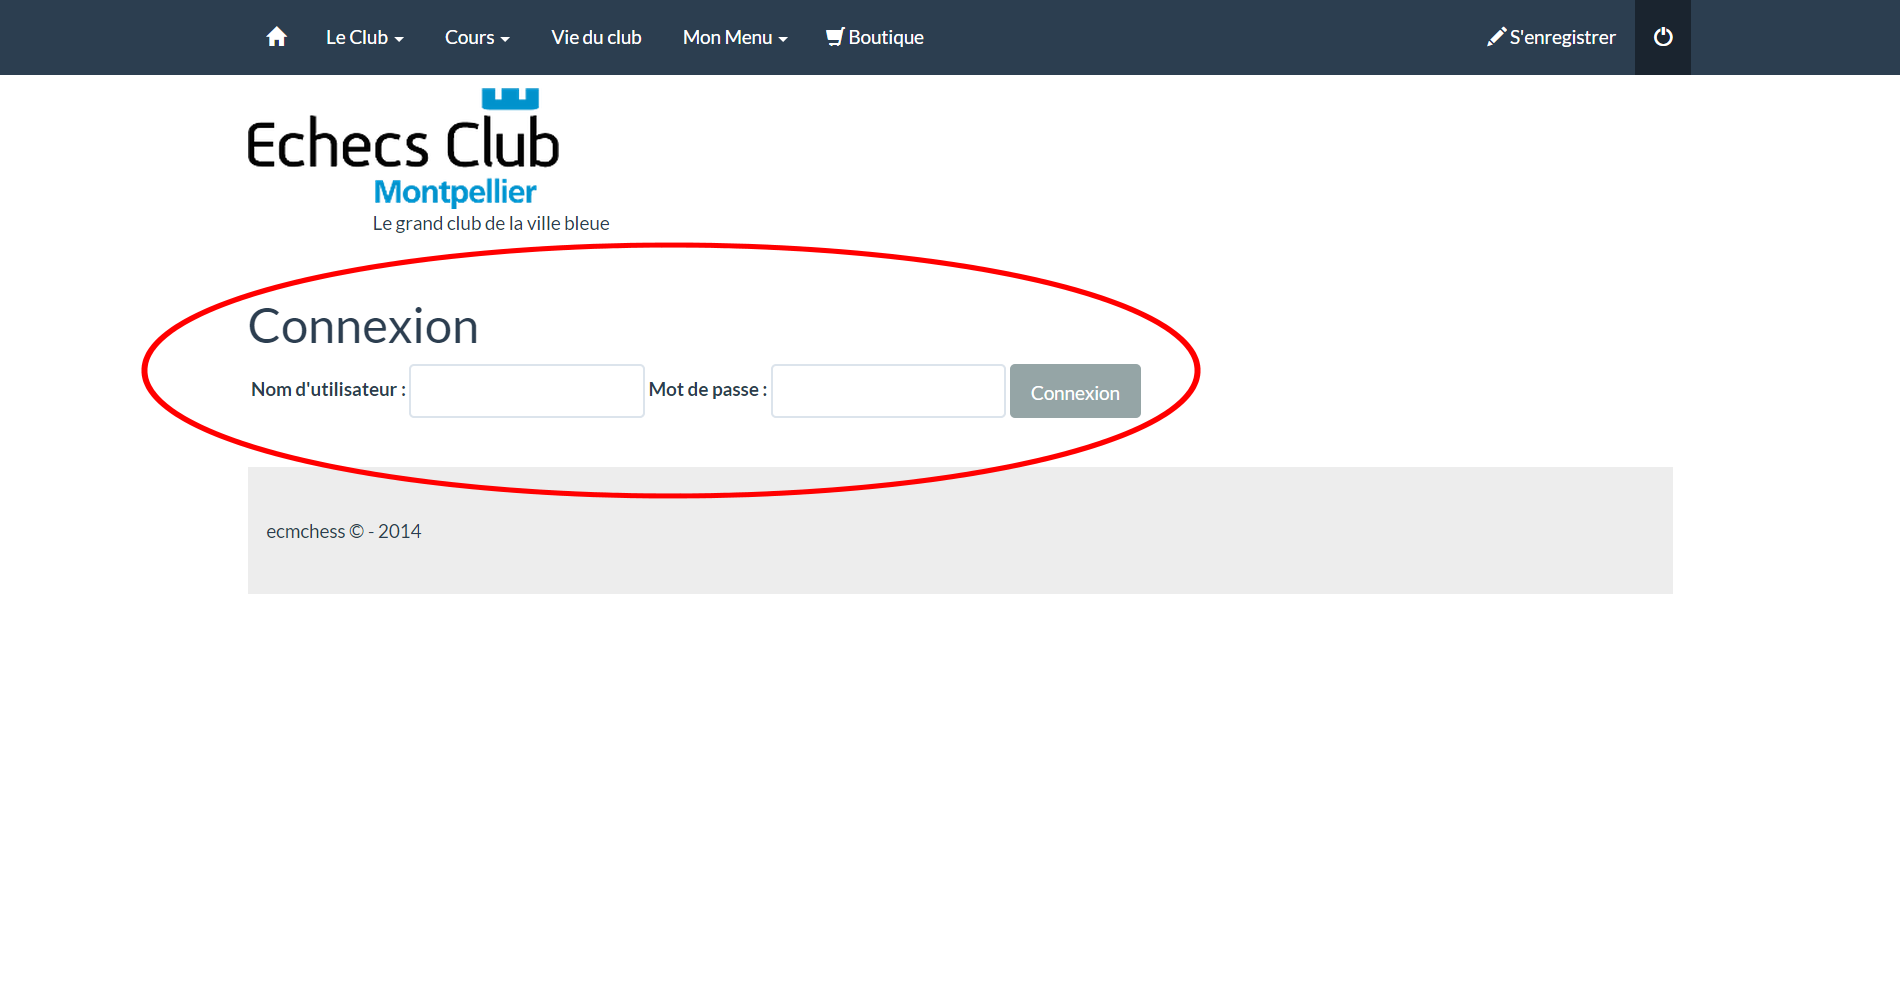 Le Club Cours Vie du club Mon Menu Boutique S'enregistrer
Echecs Club
Montpellier
Le grand club de la ville bleue
Connexion
Nom d'utilisateur : Mot de passe : Connexion
ecmchess © - 2014